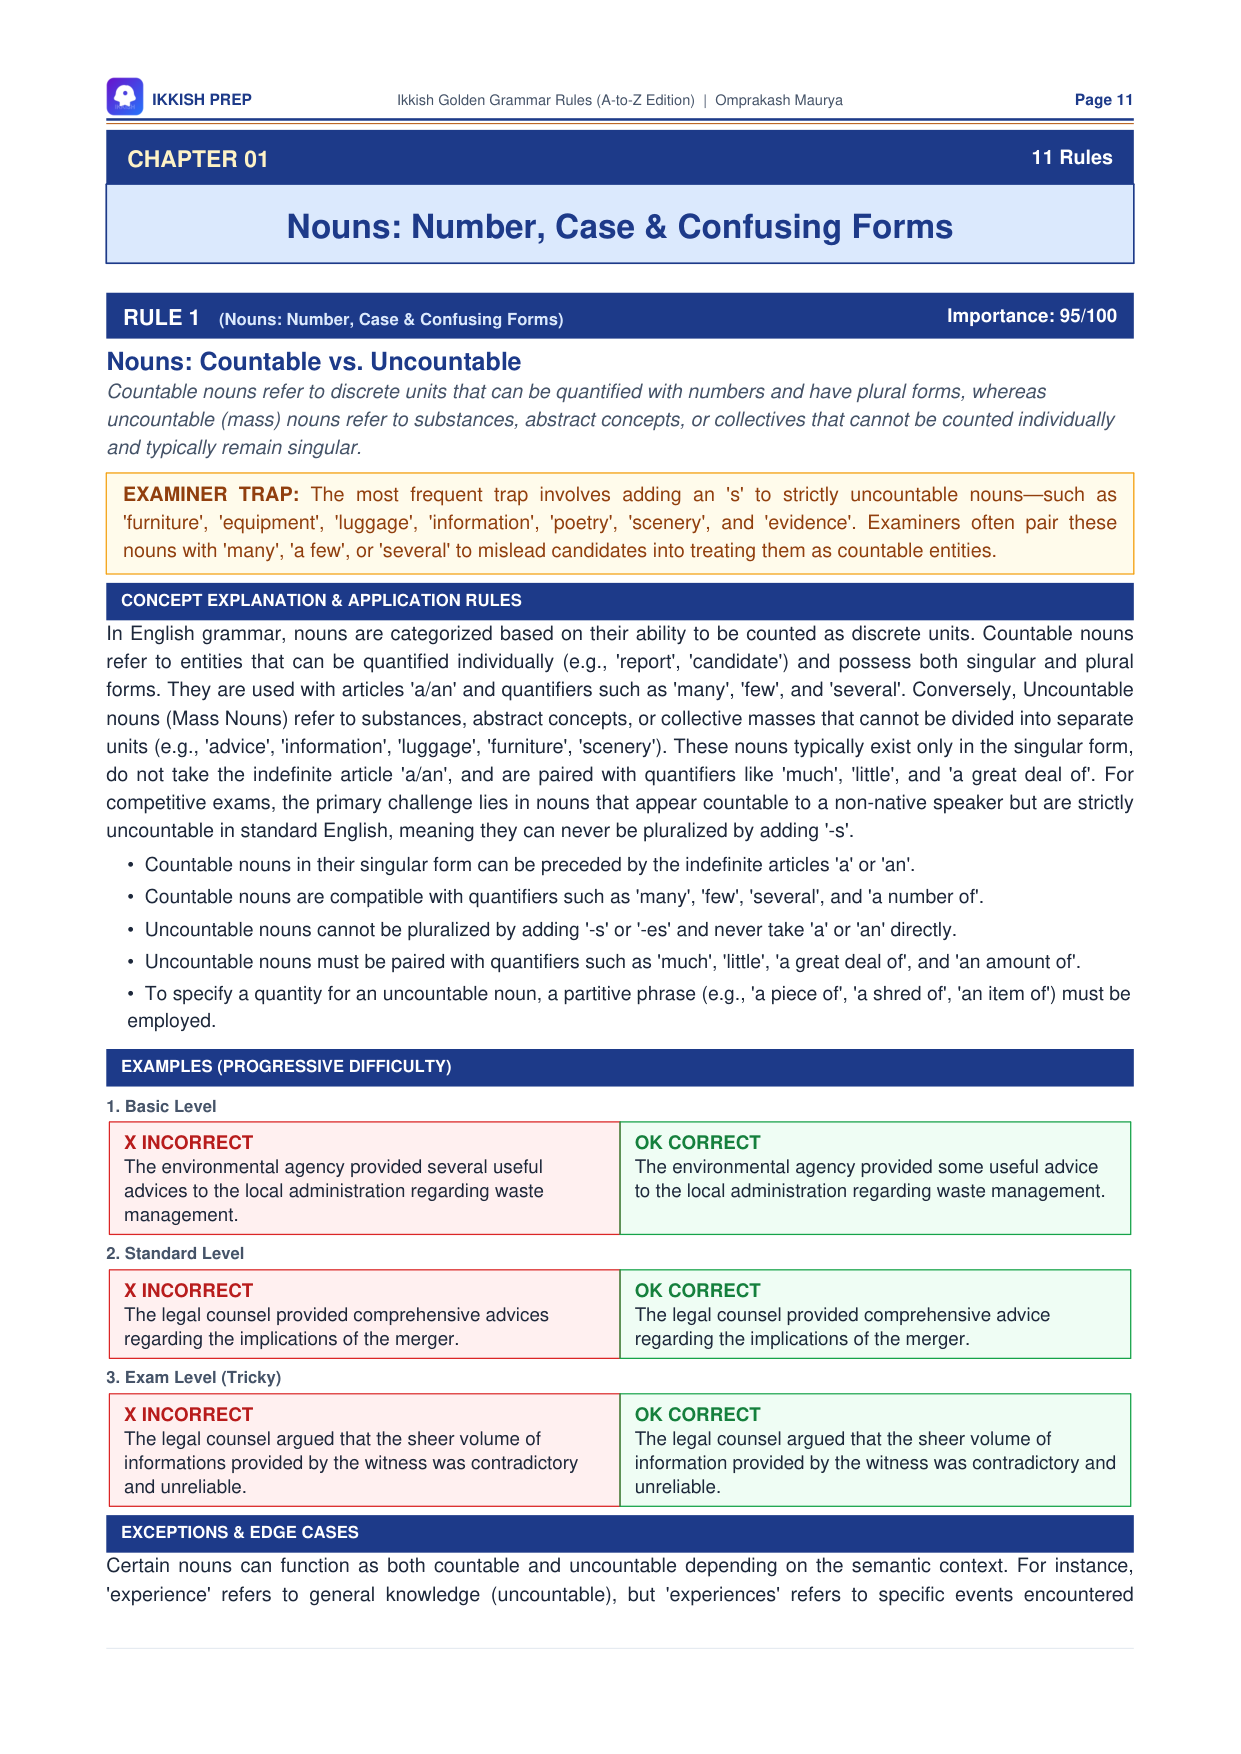 IKKISH PREP
Ikkish Golden Grammar Rules (A-to-Z Edition) | Omprakash Maurya
Page 11
CHAPTER 01
11 Rules
Nouns: Number, Case & Confusing Forms
RULE 1 (Nouns: Number, Case & Confusing Forms)
Importance: 95/100
Nouns: Countable vs. Uncountable
Countable nouns refer to discrete units that can be quantified with numbers and have plural forms, whereas
uncountable (mass) nouns refer to substances, abstract concepts, or collectives that cannot be counted individually
and typically remain singular.
EXAMINER TRAP: The most frequent trap involves adding an 's' to strictly uncountable nouns—such as
'furniture', 'equipment', 'luggage', 'information', 'poetry', 'scenery', and 'evidence'. Examiners often pair these
nouns with 'many', 'a few', or 'several' to mislead candidates into treating them as countable entities.
CONCEPT EXPLANATION & APPLICATION RULES
In English grammar, nouns are categorized based on their ability to be counted as discrete units. Countable nouns
refer to entities that can be quantified individually (e.g., 'report', 'candidate') and possess both singular and plural
forms. They are used with articles 'a/an' and quantifiers such as 'many', 'few', and 'several'. Conversely, Uncountable
nouns (Mass Nouns) refer to substances, abstract concepts, or collective masses that cannot be divided into separate
units (e.g., 'advice', 'information', 'luggage', 'furniture', 'scenery'). These nouns typically exist only in the singular form,
do not take the indefinite article 'a/an', and are paired with quantifiers like 'much', 'little', and 'a great deal of'. For
competitive exams, the primary challenge lies in nouns that appear countable to a non-native speaker but are strictly
uncountable in standard English, meaning they can never be pluralized by adding '-s'.
• Countable nouns in their singular form can be preceded by the indefinite articles 'a' or 'an'.
• Countable nouns are compatible with quantifiers such as 'many', 'few', 'several', and 'a number of'.
• Uncountable nouns cannot be pluralized by adding '-s' or '-es' and never take 'a' or 'an' directly.
• Uncountable nouns must be paired with quantifiers such as 'much', 'little', 'a great deal of', and 'an amount of'.
• To specify a quantity for an uncountable noun, a partitive phrase (e.g., 'a piece of', 'a shred of', 'an item of') must be
employed.
EXAMPLES (PROGRESSIVE DIFFICULTY)
1. Basic Level
X INCORRECT
The environmental agency provided several useful
advices to the local administration regarding waste
management.
OK CORRECT
The environmental agency provided some useful advice
to the local administration regarding waste management.
2. Standard Level
X INCORRECT
The legal counsel provided comprehensive advices
regarding the implications of the merger.
OK CORRECT
The legal counsel provided comprehensive advice
regarding the implications of the merger.
3. Exam Level (Tricky)
X INCORRECT
The legal counsel argued that the sheer volume of
informations provided by the witness was contradictory
and unreliable.
OK CORRECT
The legal counsel argued that the sheer volume of
information provided by the witness was contradictory and
unreliable.
EXCEPTIONS & EDGE CASES
Certain nouns can function as both countable and uncountable depending on the semantic context. For instance,
'experience' refers to general knowledge (uncountable), but 'experiences' refers to specific events encountered